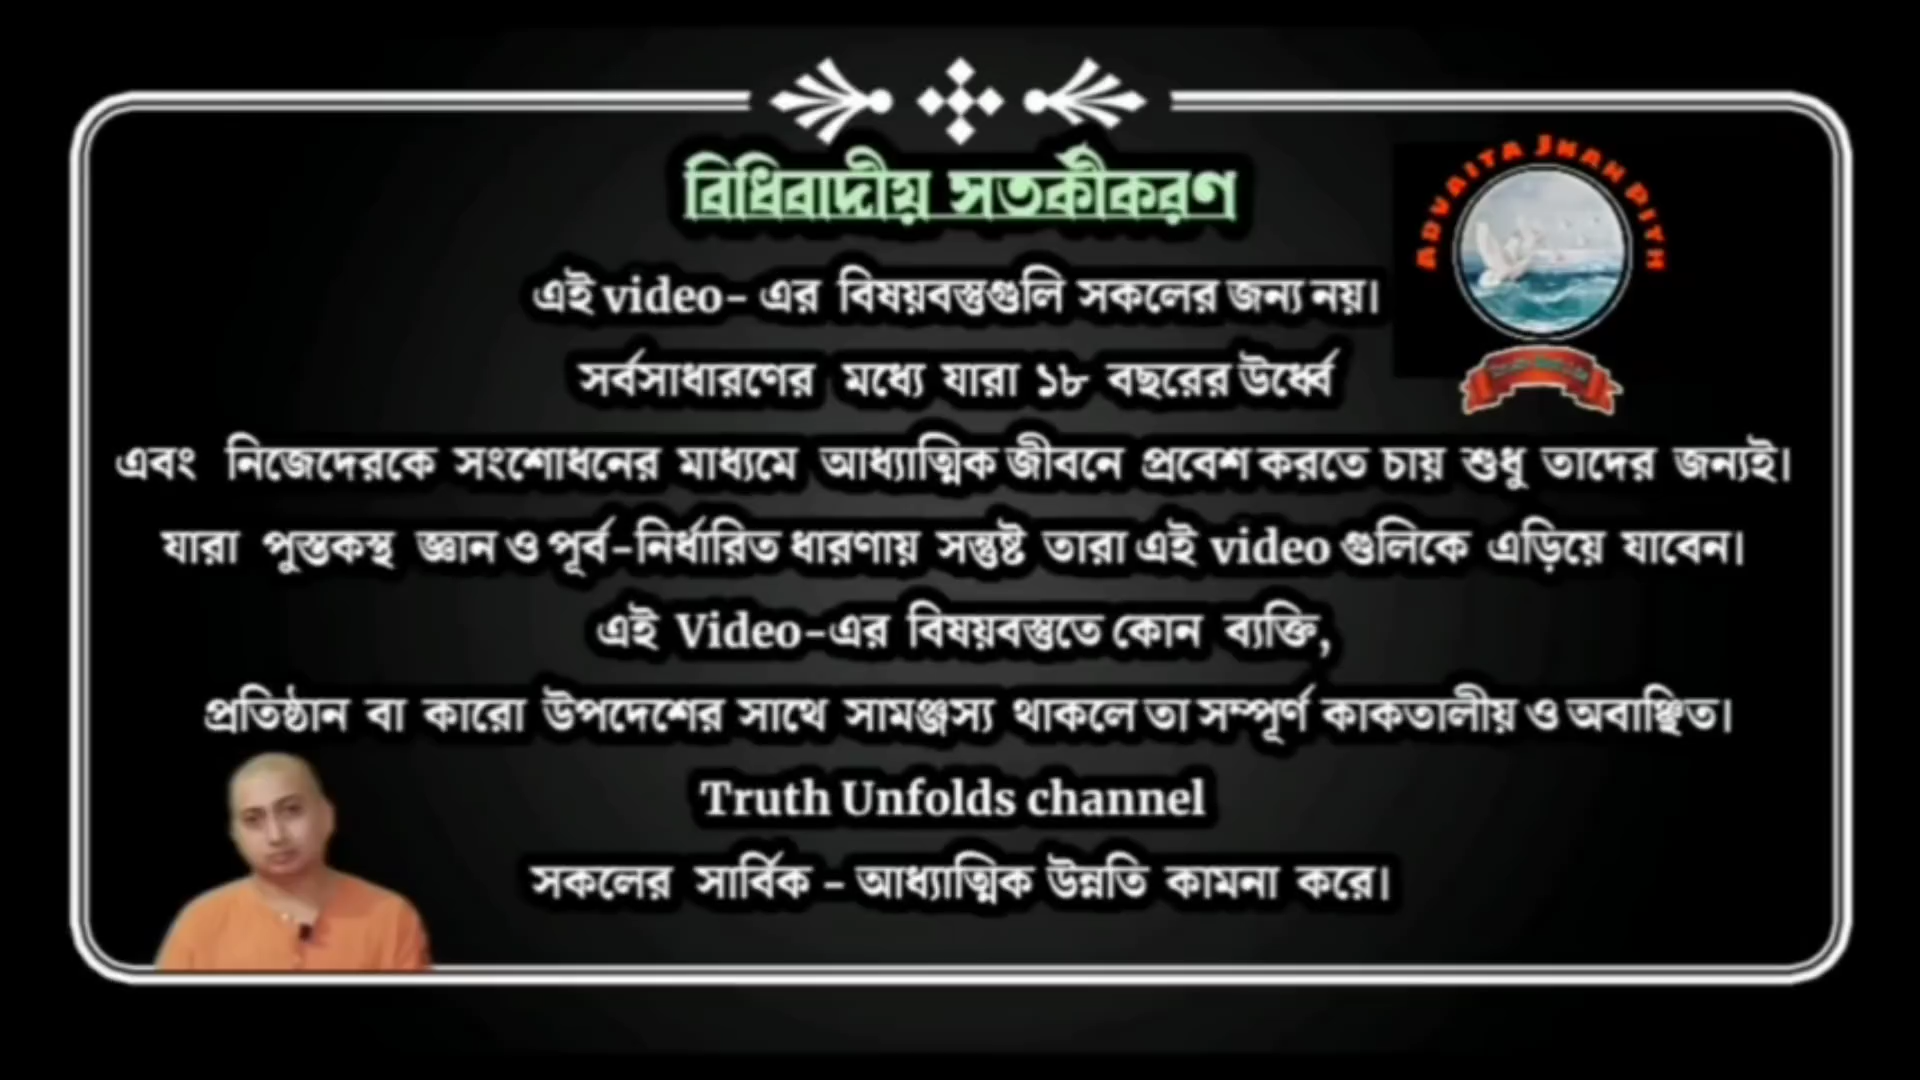 বিধিবাদীয় সতর্কীকরণ
ADVAITA JNAN PITH
এই video- এর বিষয়বস্তুগুলি সকলের জন্য নয়।
সর্বসাধারণের মধ্যে যারা ১৮ বছরের উর্ধ্বে
এবং নিজেদেরকে সংশোধনের মাধ্যমে আধ্যাত্মিক জীবনে প্রবেশ করতে চায় শুধু তাদের জন্যই।
যারা পুস্তকস্থ জ্ঞান ও পূর্ব-নির্ধারিত ধারণায় সন্তুষ্ট তারা এই video গুলিকে এড়িয়ে যাবেন।
এই Video-এর বিষয়বস্তুতে কোন ব্যক্তি,
প্রতিষ্ঠান বা কারো উপদেশের সাথে সামঞ্জস্য থাকলে তা সম্পূর্ণ কাকতালীয় ও অবাঞ্ছিত।
Truth Unfolds channel
সকলের সার্বিক - আধ্যাত্মিক উন্নতি কামনা করে।